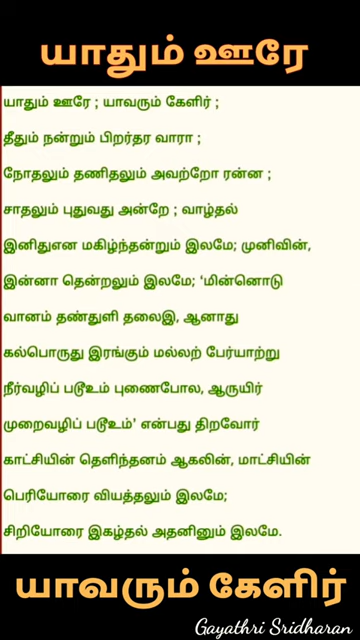 யாதும் ஊரே
யாதும் ஊரே ; யாவரும் கேளிர் ;
தீதும் நன்றும் பிறர்தர வாரா ;
நோதலும் தணிதலும் அவற்றோ ரன்ன ;
சாதலும் புதுவது அன்றே ; வாழ்தல்
இனிதுஎன மகிழ்ந்தன்றும் இலமே; முனிவின்,
இன்னா தென்றலும் இலமே; ‘மின்னொடு
வானம் தண்துளி தலைஇ, ஆனாது
கல்பொருது இரங்கும் மல்லற் பேர்யாற்று
நீர்வழிப் படூஉம் புணைபோல, ஆருயிர்
முறைவழிப் படூஉம்’ என்பது திறவோர்
காட்சியின் தெளிந்தனம் ஆகலின், மாட்சியின்
பெரியோரை வியத்தலும் இலமே;
சிறியோரை இகழ்தல் அதனினும் இலமே.
யாவரும் கேளிர்
Gayathri Sridharan